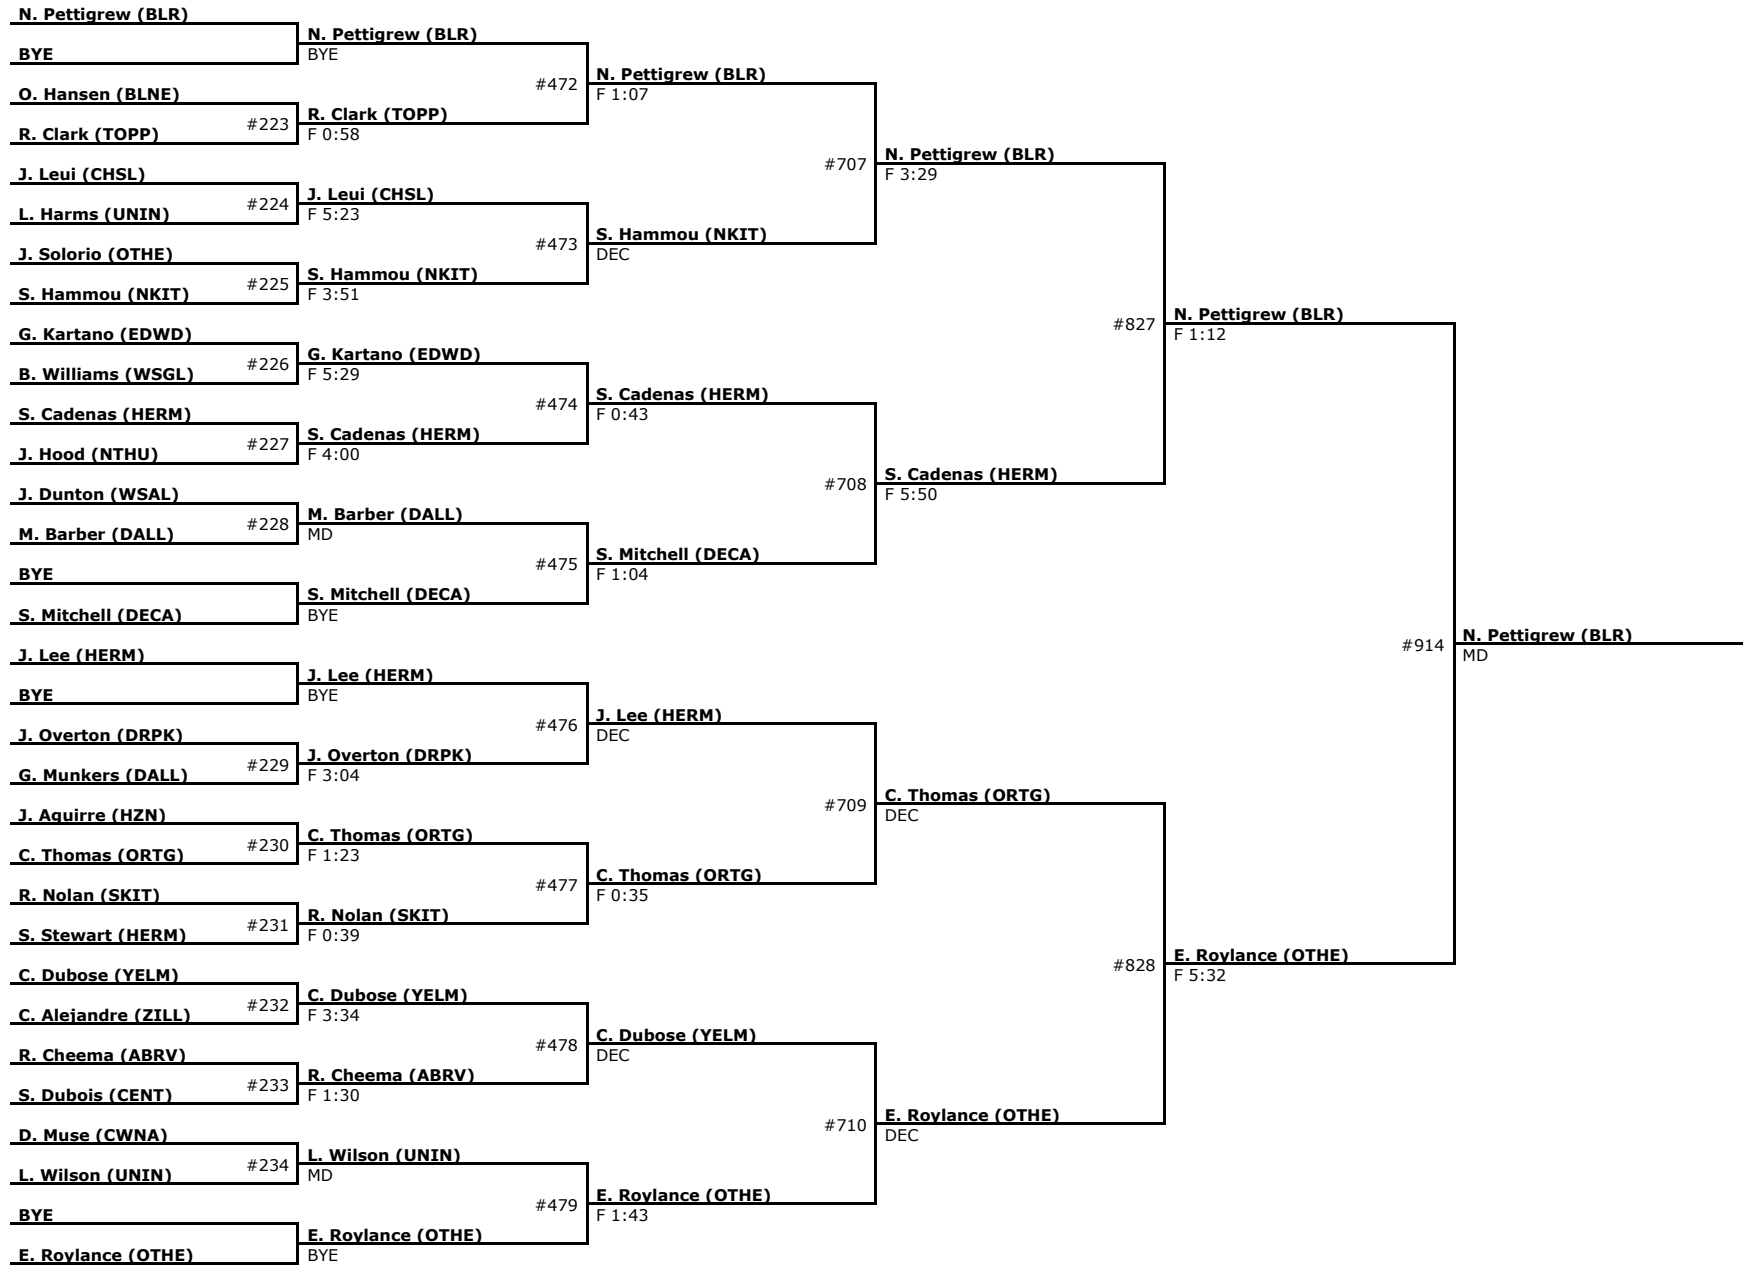 N. Pettigrew (BLR)
BYE
O. Hansen (BLNE)
#223
R. Clark (TOPP)
J. Leui (CHSL)
#224
L. Harms (UNIN)
J. Solorio (OTHE)
#225
S. Hammou (NKIT)
G. Kartano (EDWD)
#226
B. Williams (WSGL)
S. Cadenas (HERM)
#227
J. Hood (NTHU)
J. Dunton (WSAL)
#228
M. Barber (DALL)
BYE
S. Mitchell (DECA)
J. Lee (HERM)
BYE
J. Overton (DRPK)
#229
G. Munkers (DALL)
J. Aguirre (HZN)
#230
C. Thomas (ORTG)
R. Nolan (SKIT)
#231
S. Stewart (HERM)
C. Dubose (YELM)
#232
C. Alejandre (ZILL)
R. Cheema (ABRV)
#233
S. Dubois (CENT)
D. Muse (CWNA)
#234
L. Wilson (UNIN)
BYE
E. Roylance (OTHE)
N. Pettigrew (BLR)
BYE
#472
R. Clark (TOPP)
F 0:58
J. Leui (CHSL)
F 5:23
#473
S. Hammou (NKIT)
F 3:51
G. Kartano (EDWD)
F 5:29
#474
S. Cadenas (HERM)
F 4:00
M. Barber (DALL)
MD
#475
S. Mitchell (DECA)
BYE
J. Lee (HERM)
BYE
#476
J. Overton (DRPK)
F 3:04
C. Thomas (ORTG)
F 1:23
#477
R. Nolan (SKIT)
F 0:39
C. Dubose (YELM)
F 3:34
#478
R. Cheema (ABRV)
F 1:30
L. Wilson (UNIN)
MD
#479
E. Roylance (OTHE)
BYE
N. Pettigrew (BLR)
F 1:07
#707
S. Hammou (NKIT)
DEC
S. Cadenas (HERM)
F 0:43
#708
S. Mitchell (DECA)
F 1:04
J. Lee (HERM)
DEC
#709
C. Thomas (ORTG)
F 0:35
C. Dubose (YELM)
DEC
#710
E. Roylance (OTHE)
F 1:43
N. Pettigrew (BLR)
F 3:29
#827
S. Cadenas (HERM)
F 5:50
C. Thomas (ORTG)
DEC
#828
E. Roylance (OTHE)
DEC
N. Pettigrew (BLR)
F 1:12
#914
E. Roylance (OTHE)
F 5:32
N. Pettigrew (BLR)
MD